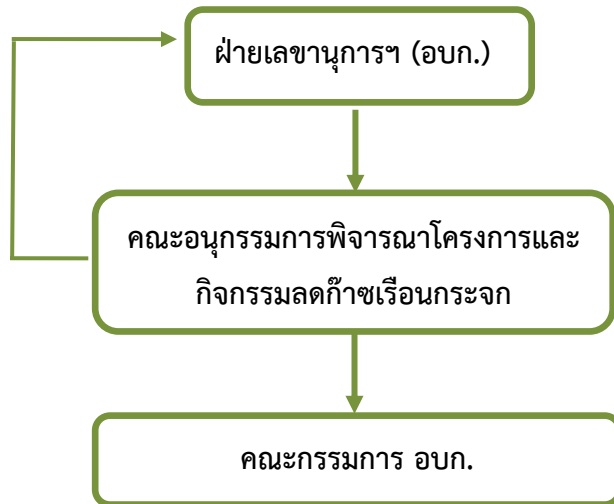 ฝ่ายเลขานุการฯ (อบก.)
คณะอนุกรรมการพิจารณาโครงการและ
กิจกรรมลดก๊าซเรือนกระจก
คณะกรรมการ อบก.